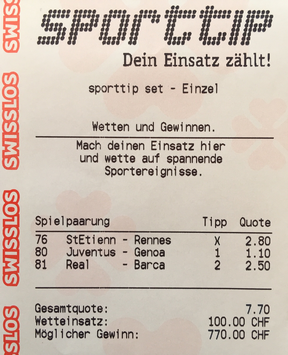 sporttip
Dein Einsatz zählt!
sporttip set - Einzel
Wetten und Gewinnen.
Mach deinen Einsatz hier
und wette auf spannende
Sportereignisse.
Spielpaarung Tipp Quote
76 StEtienn - Rennes X 2.80
80 Juventus - Genoa 1 1.10
81 Real - Barca 2 2.50
Gesamtquote: 7.70
Wetteinsatz: 100.00 CHF
Möglicher Gewinn: 770.00 CHF
SWISSLOS
SWISSLOS
SWISSLOS
SWISSLOS